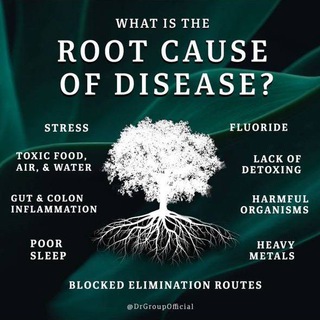 WHAT IS THE
ROOT CAUSE
OF DISEASE?
STRESS
FLUORIDE
TOXIC FOOD,
AIR, & WATER
LACK OF
DETOXING
GUT & COLON
INFLAMMATION
HARMFUL
ORGANISMS
POOR
SLEEP
HEAVY
METALS
BLOCKED ELIMINATION ROUTES
@DrGroupOfficial